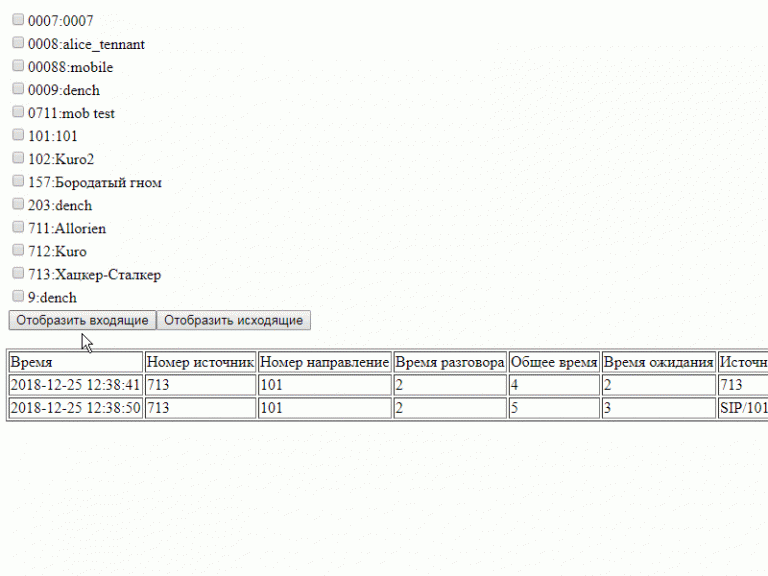 0007:0007
0008:alice_tennant
00088:mobile
0009:dench
0711:mob test
101:101
102:Kuro2
157:Бородатый гном
203:dench
711:Allorien
712:Kuro
713:Хацкер-Сталкер
9:dench
Отобразить входящие Отобразить исходящие
Время Номер источник Номер направление Время разговора Общее время Время ожидания Источн
2018-12-25 12:38:41 713 101 2 4 2 713
2018-12-25 12:38:50 713 101 2 5 3 SIP/101